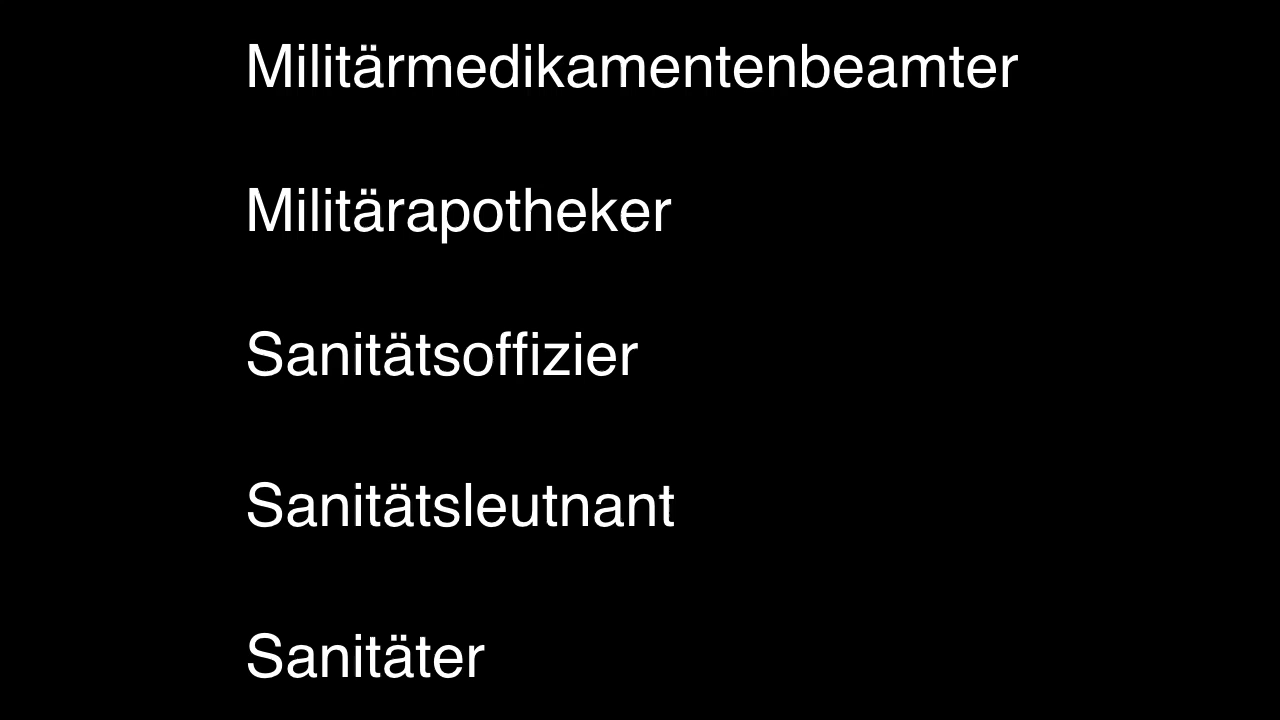 Militärmedikamentenbeamter
Militärapotheker
Sanitätsoffizier
Sanitätsleutnant
Sanitäter